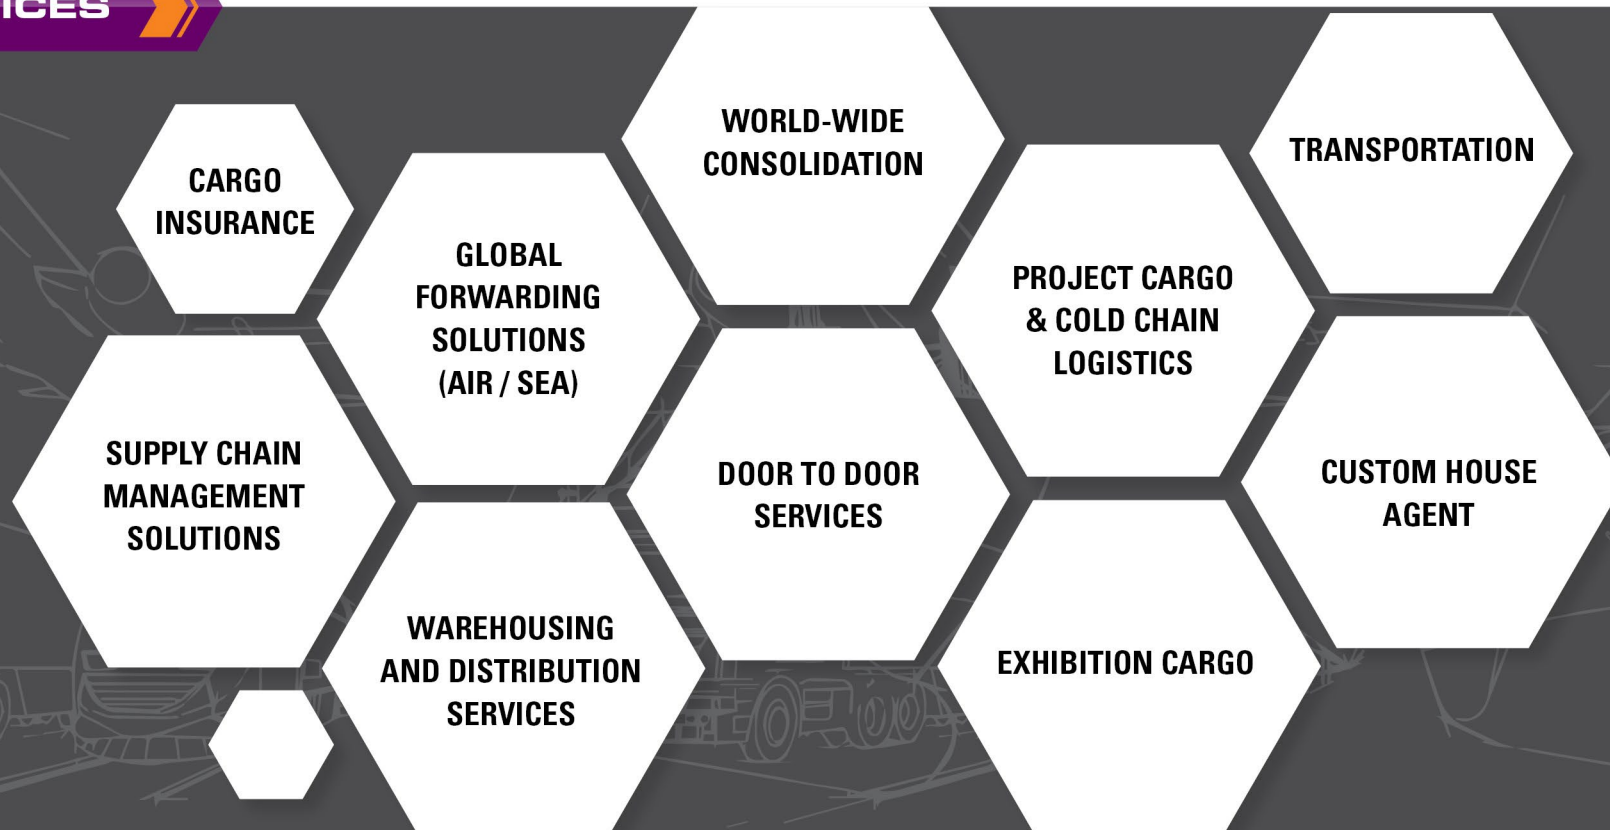 CARGO
INSURANCE
GLOBAL
FORWARDING
SOLUTIONS
(AIR / SEA)
WORLD-WIDE
CONSOLIDATION
PROJECT CARGO
& COLD CHAIN
LOGISTICS
TRANSPORTATION
SUPPLY CHAIN
MANAGEMENT
SOLUTIONS
WAREHOUSING
AND DISTRIBUTION
SERVICES
DOOR TO DOOR
SERVICES
EXHIBITION CARGO
CUSTOM HOUSE
AGENT